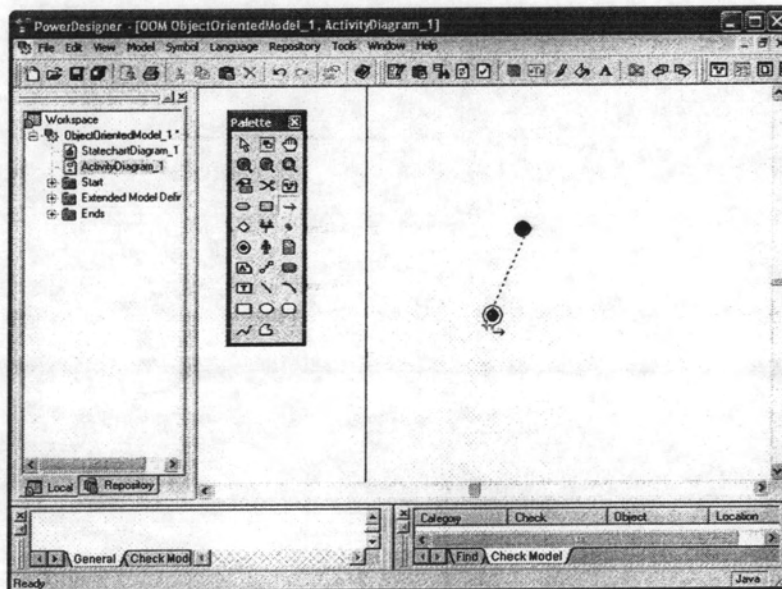 PowerDesigner - [OOM ObjectOrientedModel_1, ActivityDiagram_1]
File Edit View Model Symbol Language Repository Tools Window Help
Workspace
ObjectOrientedModel_1 *
StatechartDiagram_1
ActivityDiagram_1
Start
Extended Model Defir
Ends
Palette
Local Repository
General Check Mod
Category Check Object Location
Find Check Model
Ready
Java